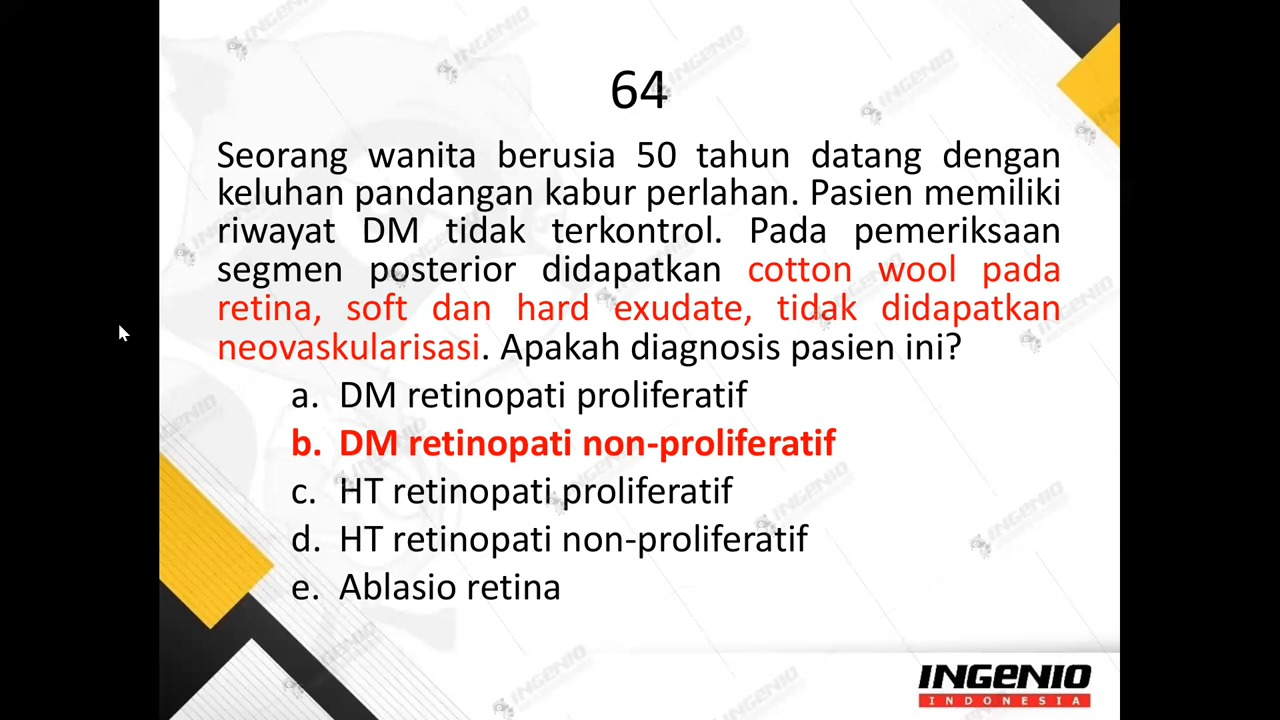 64
Seorang wanita berusia 50 tahun datang dengan
keluhan pandangan kabur perlahan. Pasien memiliki
riwayat DM tidak terkontrol. Pada pemeriksaan
segmen posterior didapatkan cotton wool pada
retina, soft dan hard exudate, tidak didapatkan
neovaskularisasi. Apakah diagnosis pasien ini?
a. DM retinopati proliferatif
b. DM retinopati non-proliferatif
c. HT retinopati proliferatif
d. HT retinopati non-proliferatif
e. Ablasio retina
INGENIO
INDONESIA